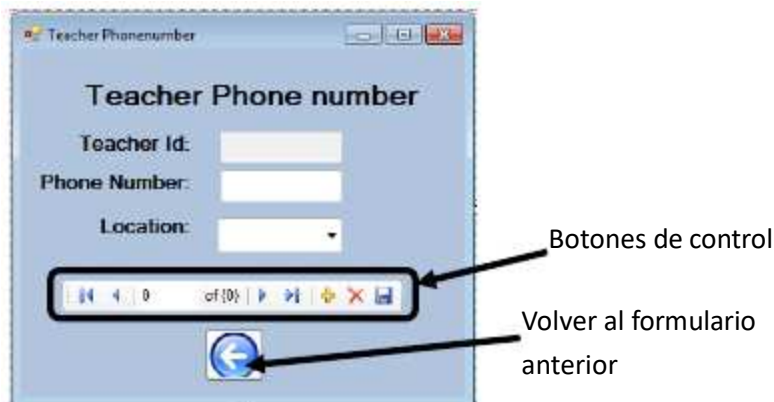 Teacher Phonenumber
Teacher Phone number
Teacher Id:
Phone Number:
Location:
Botones de control
0 of {0}
Volver al formulario
anterior